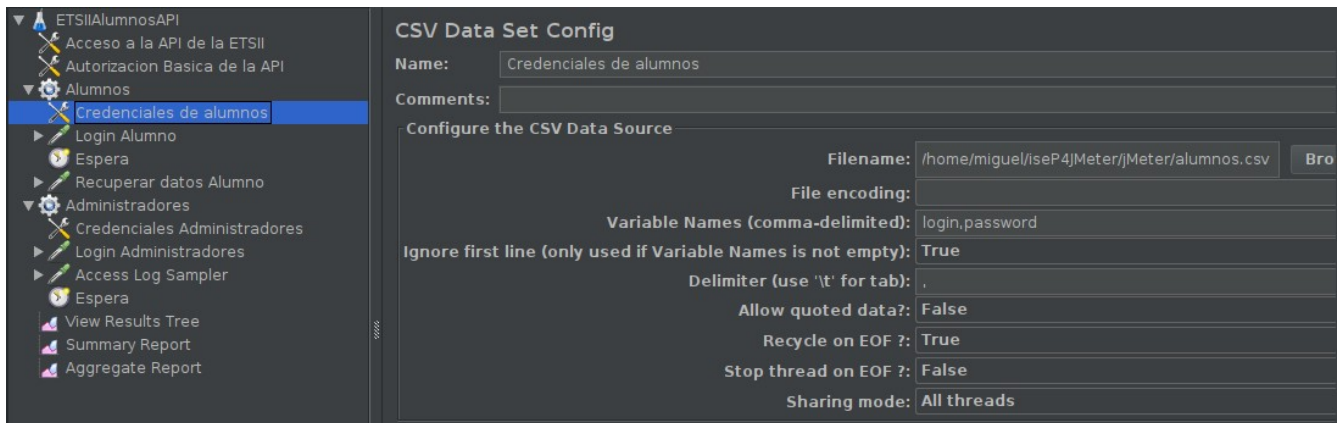 ETSIIAlumnosAPI
Acceso a la API de la ETSII
Autorizacion Basica de la API
Alumnos
Credenciales de alumnos
Login Alumno
Espera
Recuperar datos Alumno
Administradores
Credenciales Administradores
Login Administradores
Access Log Sampler
Espera
View Results Tree
Summary Report
Aggregate Report
CSV Data Set Config
Name: Credenciales de alumnos
Comments:
Configure the CSV Data Source
Filename: /home/miguel/iseP4JMeter/jMeter/alumnos.csv Bro
File encoding:
Variable Names (comma-delimited): login,password
Ignore first line (only used if Variable Names is not empty): True
Delimiter (use '\t' for tab): ,
Allow quoted data?: False
Recycle on EOF ?: True
Stop thread on EOF ?: False
Sharing mode: All threads